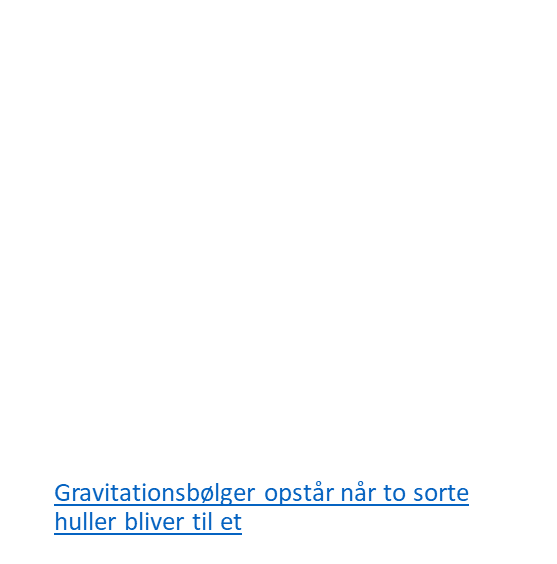 Gravitationsbølger opstår når to sorte
huller bliver til et